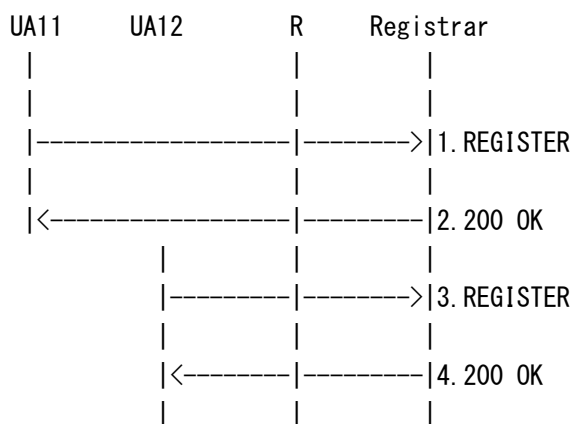 UA11 UA12 R Registrar
1.REGISTER
2.200 OK
3.REGISTER
4.200 OK